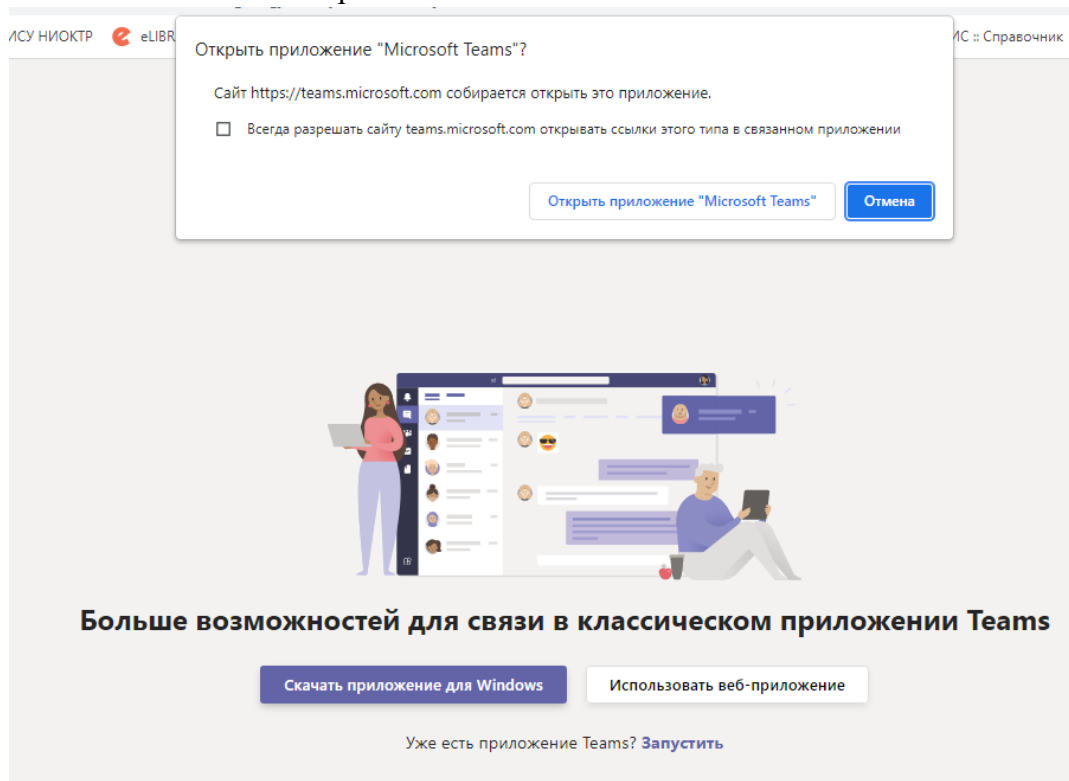 ИСУ НИОКТР eLIBR ИС :: Справочник
Открыть приложение "Microsoft Teams"?
Сайт https://teams.microsoft.com собирается открыть это приложение.
Всегда разрешать сайту teams.microsoft.com открывать ссылки этого типа в связанном приложении
Открыть приложение "Microsoft Teams" Отмена
Больше возможностей для связи в классическом приложении Teams
Скачать приложение для Windows Использовать веб-приложение
Уже есть приложение Teams? Запустить